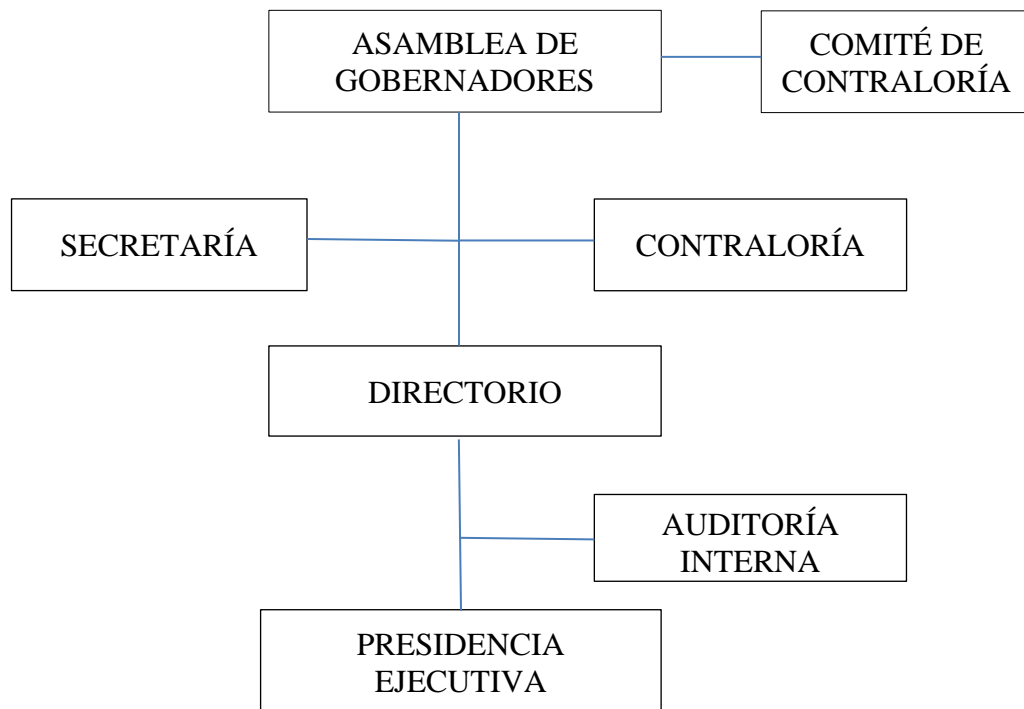 ASAMBLEA DE
GOBERNADORES
COMITÉ DE
CONTRALORÍA
SECRETARÍA
CONTRALORÍA
DIRECTORIO
AUDITORÍA
INTERNA
PRESIDENCIA
EJECUTIVA